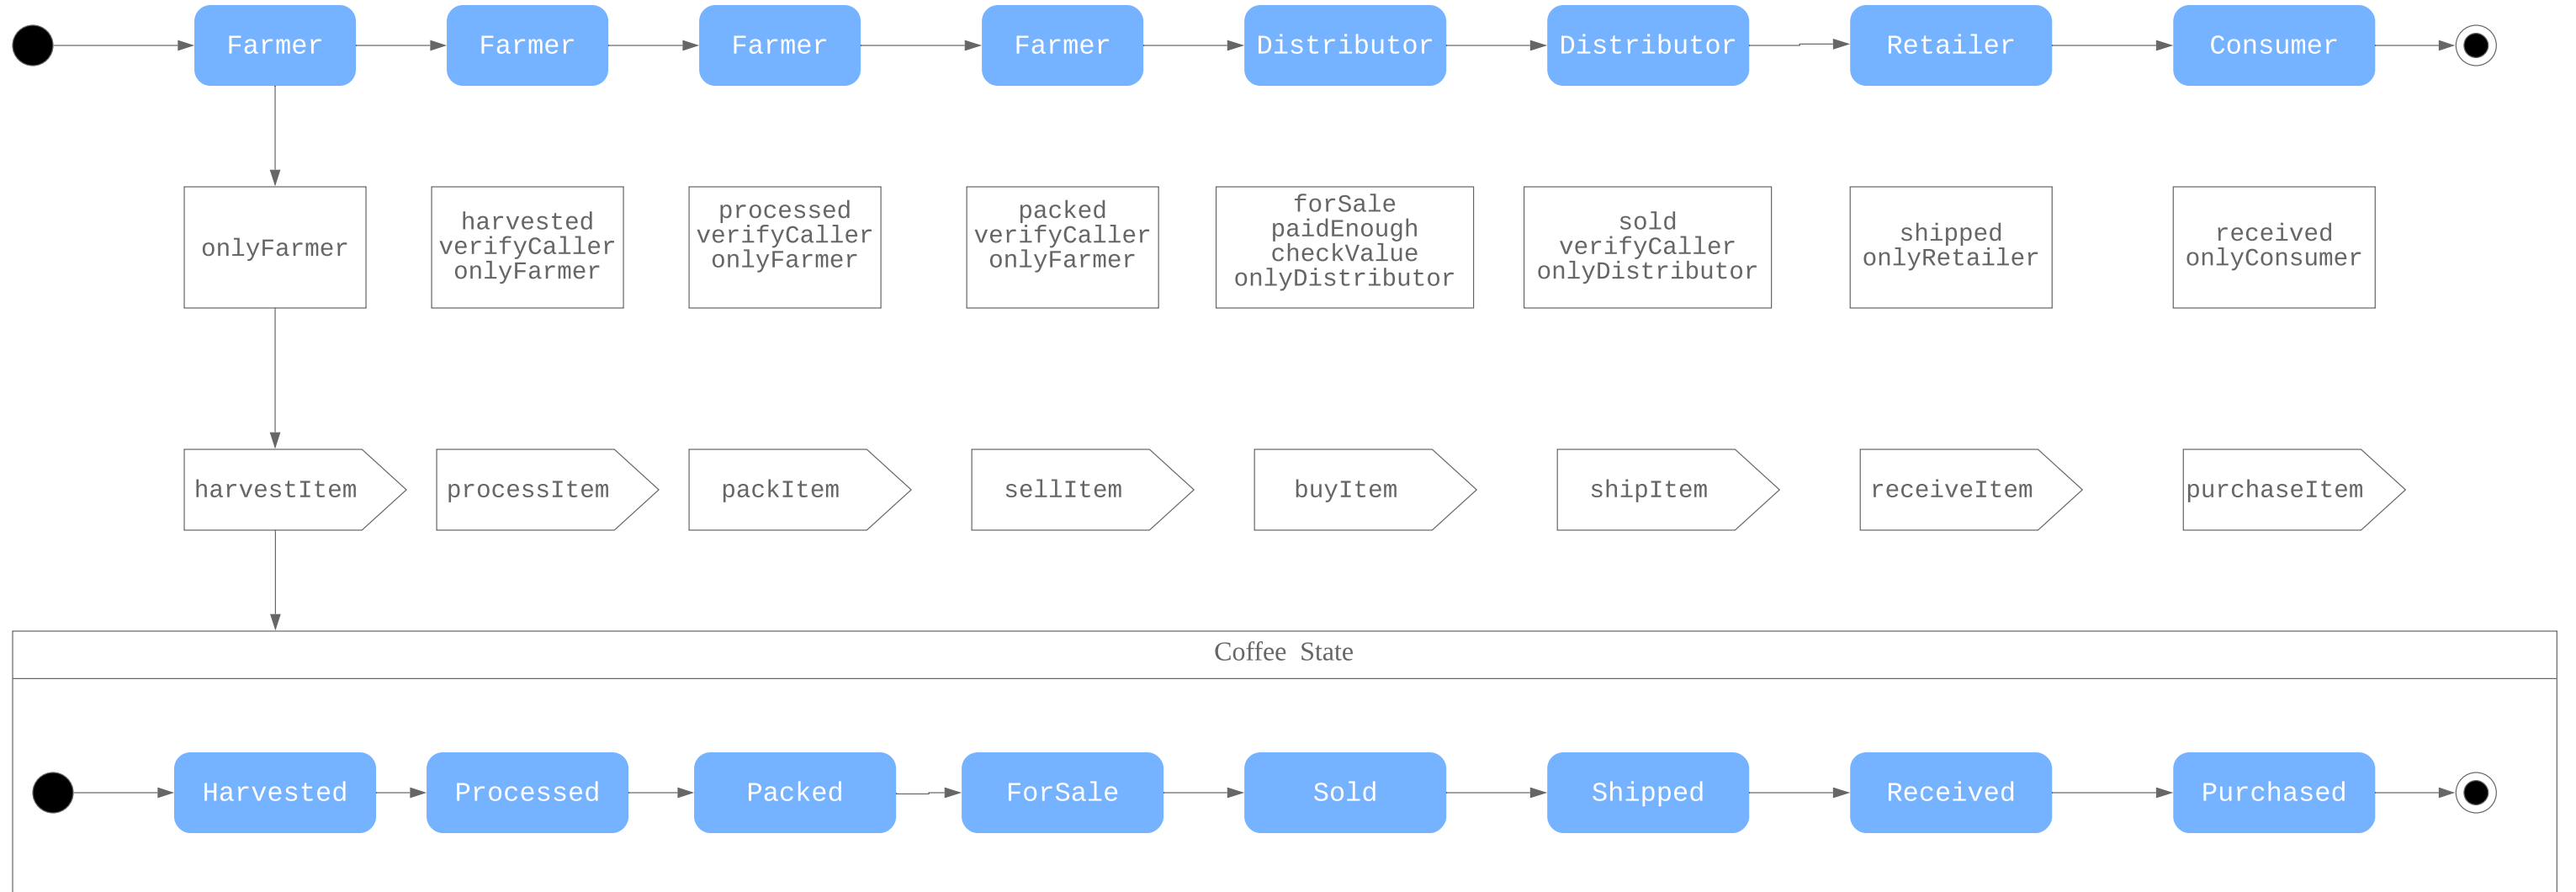 Farmer
Farmer
Farmer
Farmer
Distributor
Distributor
Retailer
Consumer
onlyFarmer
harvested
verifyCaller
onlyFarmer
processed
verifyCaller
onlyFarmer
packed
verifyCaller
onlyFarmer
forSale
paidEnough
checkValue
onlyDistributor
sold
verifyCaller
onlyDistributor
shipped
onlyRetailer
received
onlyConsumer
harvestItem
processItem
packItem
sellItem
buyItem
shipItem
receiveItem
purchaseItem
Coffee State
Harvested
Processed
Packed
ForSale
Sold
Shipped
Received
Purchased